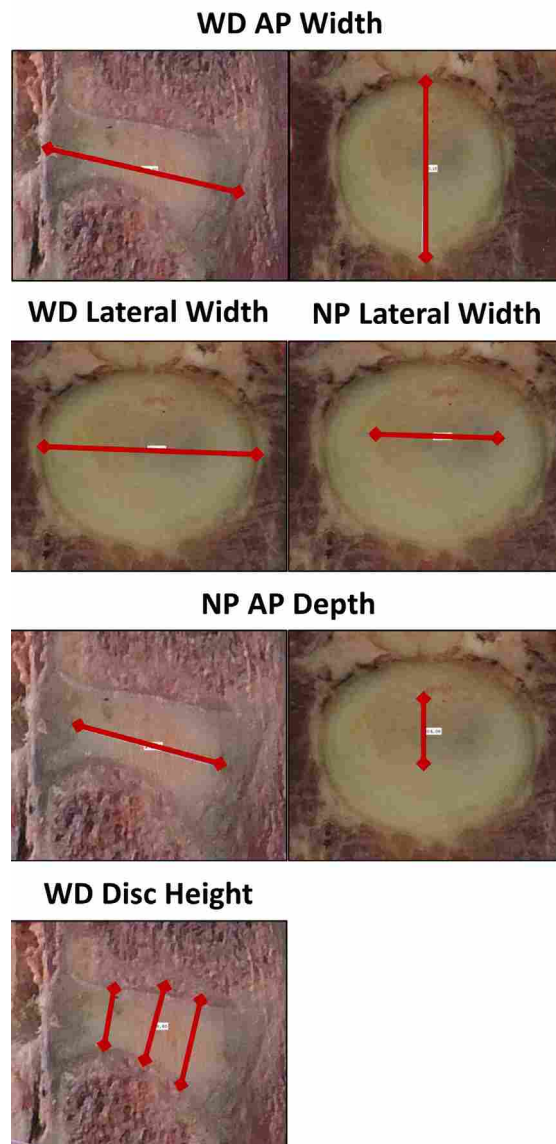 WD AP Width
WD Lateral Width
NP Lateral Width
NP AP Depth
WD Disc Height